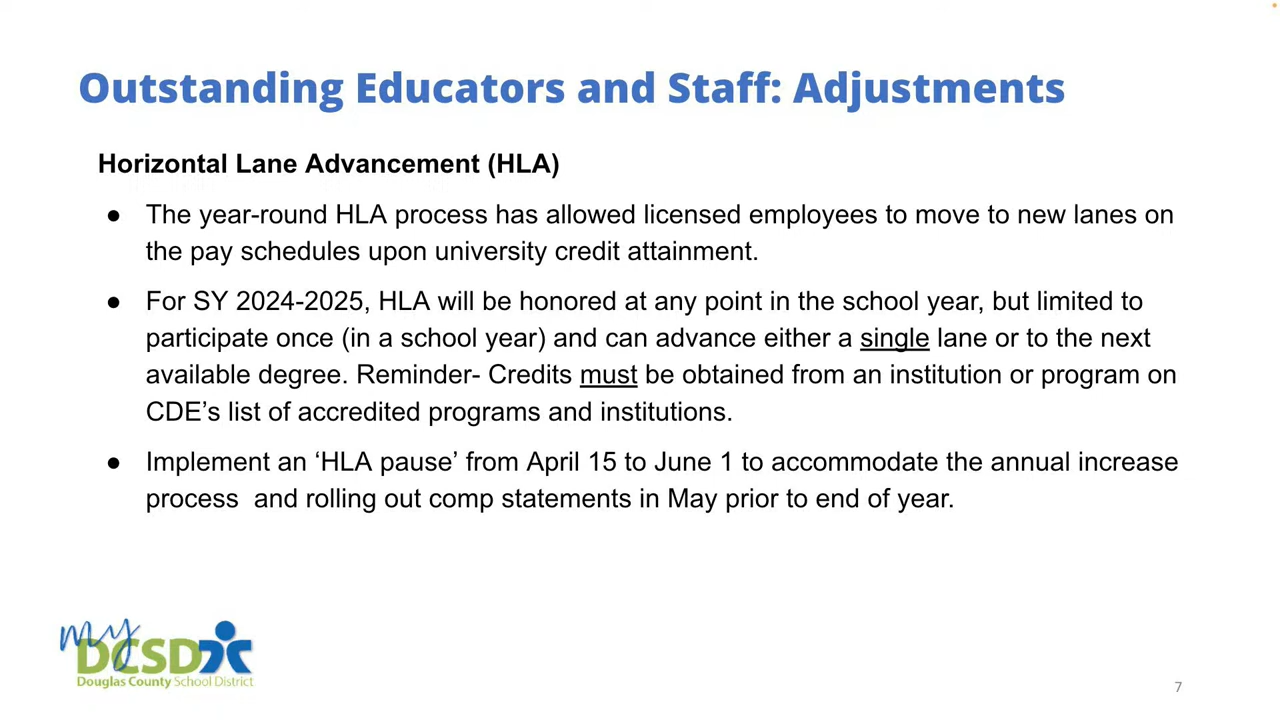 Outstanding Educators and Staff: Adjustments
Horizontal Lane Advancement (HLA)
● The year-round HLA process has allowed licensed employees to move to new lanes on
the pay schedules upon university credit attainment.
● For SY 2024-2025, HLA will be honored at any point in the school year, but limited to
participate once (in a school year) and can advance either a single lane or to the next
available degree. Reminder- Credits must be obtained from an institution or program on
CDE’s list of accredited programs and institutions.
● Implement an ‘HLA pause’ from April 15 to June 1 to accommodate the annual increase
process  and rolling out comp statements in May prior to end of year.
my
DCSD
Douglas County School District
7